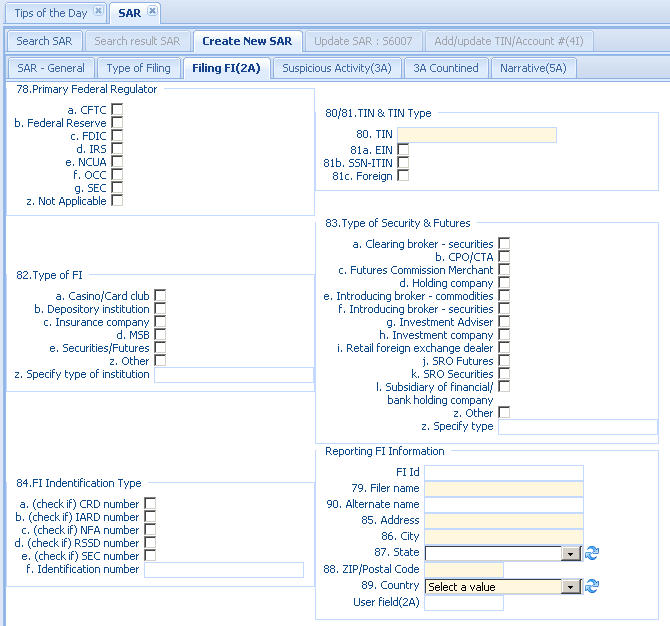 Tips of the Day
SAR
Search SAR
Search result SAR
Create New SAR
Update SAR : S6007
Add/update TIN/Account #(4I)
SAR - General
Type of Filing
Filing FI(2A)
Suspicious Activity(3A)
3A Countined
Narrative(5A)
78.Primary Federal Regulator
a. CFTC
b. Federal Reserve
c. FDIC
d. IRS
e. NCUA
f. OCC
g. SEC
z. Not Applicable
80/81.TIN & TIN Type
80. TIN
81a. EIN
81b. SSN-ITIN
81c. Foreign
82.Type of FI
a. Casino/Card club
b. Depository institution
c. Insurance company
d. MSB
e. Securities/Futures
z. Other
z. Specify type of institution
83.Type of Security & Futures
a. Clearing broker - securities
b. CPO/CTA
c. Futures Commission Merchant
d. Holding company
e. Introducing broker - commodities
f. Introducing broker - securities
g. Investment Adviser
h. Investment company
i. Retail foreign exchange dealer
j. SRO Futures
k. SRO Securities
l. Subsidiary of financial/
bank holding company
z. Other
z. Specify type
84.FI Indentification Type
a. (check if) CRD number
b. (check if) IARD number
c. (check if) NFA number
d. (check if) RSSD number
e. (check if) SEC number
f. Identification number
Reporting FI Information
FI Id
79. Filer name
90. Alternate name
85. Address
86. City
87. State
88. ZIP/Postal Code
89. Country
Select a value
User field(2A)